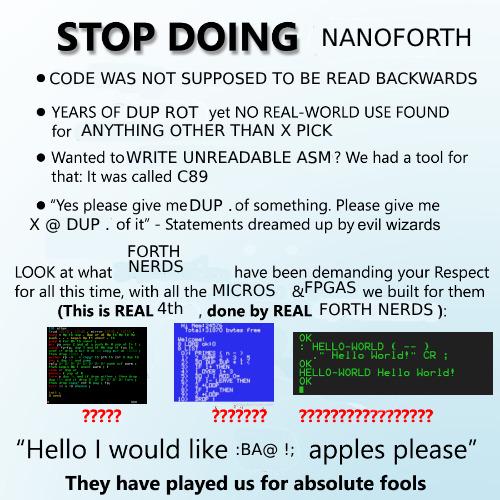 STOP DOING NANOFORTH
● CODE WAS NOT SUPPOSED TO BE READ BACKWARDS
● YEARS OF DUP ROT yet NO REAL-WORLD USE FOUND
for ANYTHING OTHER THAN X PICK
● Wanted to WRITE UNREADABLE ASM? We had a tool for
that: It was called C89
● “Yes please give me DUP . of something. Please give me
X @ DUP . of it” - Statements dreamed up by evil wizards
LOOK at what FORTH NERDS have been demanding your Respect
for all this time, with all the MICROS & FPGAS we built for them
(This is REAL 4th , done by REAL FORTH NERDS ):
Welcome!
OK
: HELLO-WORLD ( -- )
." Hello World!" CR ;
OK
HELLO-WORLD Hello World!
OK
????? ??????? ?????????????????
“Hello I would like :BA@ !; apples please”
They have played us for absolute fools